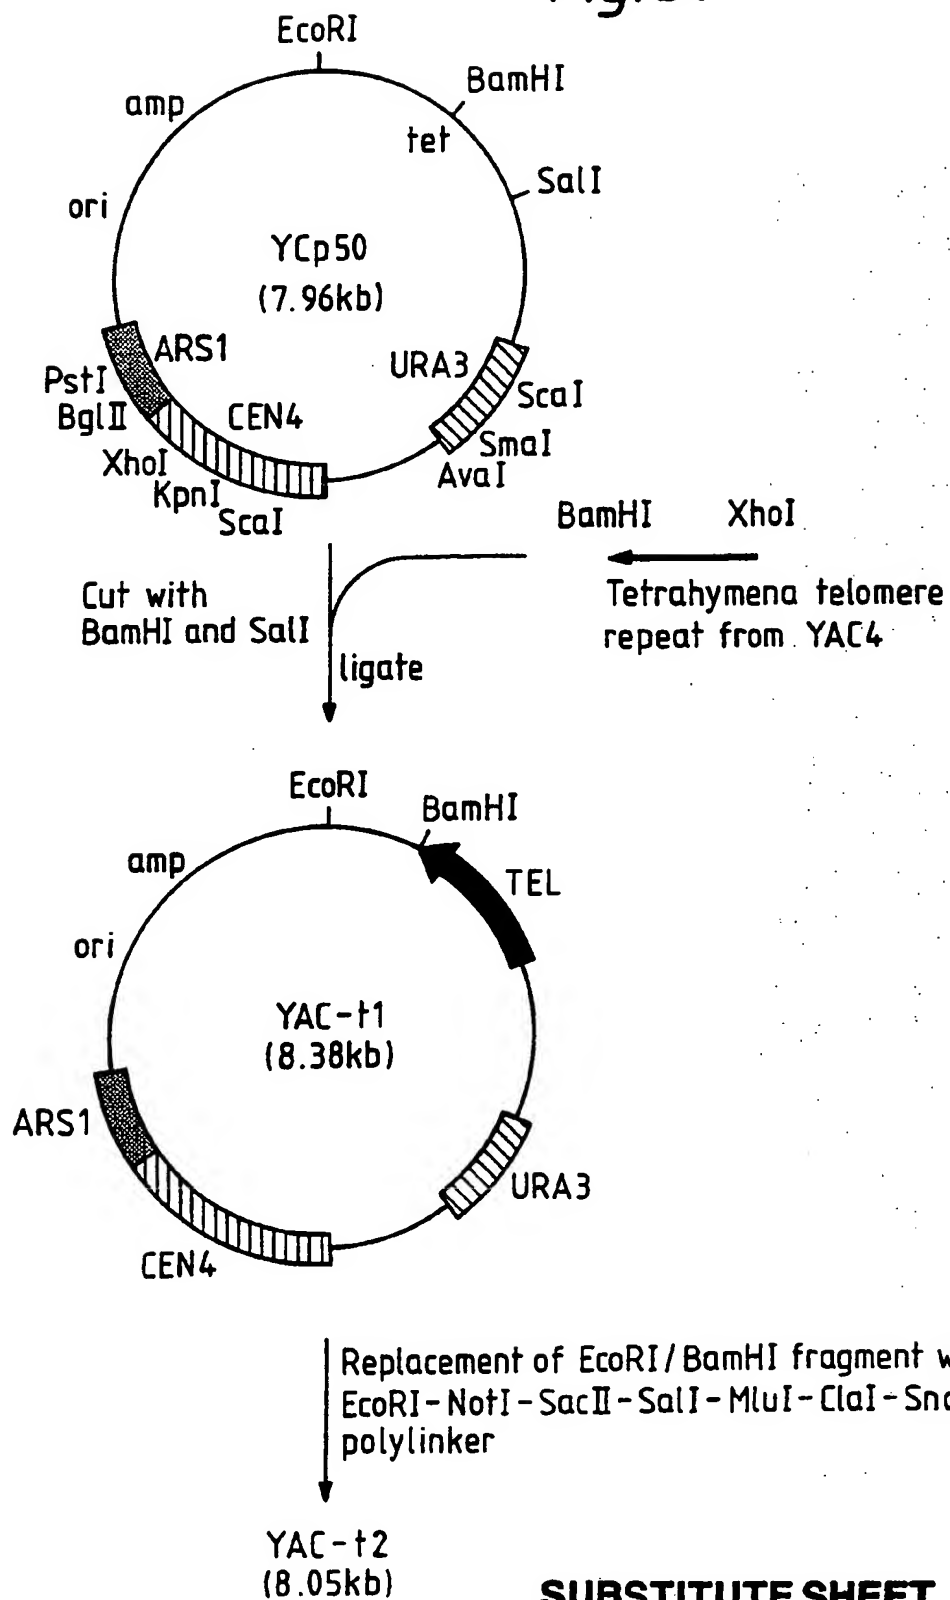 EcoRI
BamHI
amp
tet
SalI
ori
YCp50
(7.96kb)
ARS1
URA3
PstI
ScaI
BglII
CEN4
SmaI
XhoI
AvaI
KpnI
ScaI
BamHI XhoI
Cut with
BamHI and SalI
Tetrahymena telomere
repeat from YAC4
ligate
EcoRI
BamHI
amp
TEL
ori
YAC-t1
(8.38kb)
ARS1
URA3
CEN4
Replacement of EcoRI/BamHI fragment
EcoRI-NotI-SacII-SalI-MluI-ClaI-
polylinker
YAC-t2
(8.05kb)
SUBSTITUTE SHEET